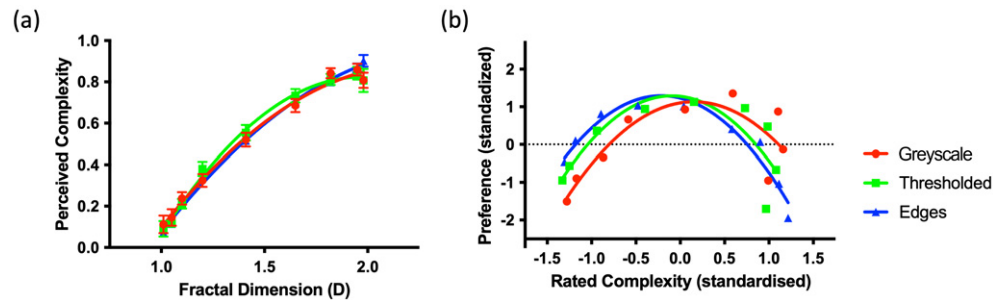 (a)
Perceived Complexity
1.0
0.8
0.6
0.4
0.2
0.0
1.0 1.5 2.0
Fractal Dimension (D)
(b)
Preference (standadized)
2
1
0
-1
-2
-1.5 -1.0 -0.5 0.0 0.5 1.0 1.5
Rated Complexity (standardised)
Greyscale
Thresholded
Edges